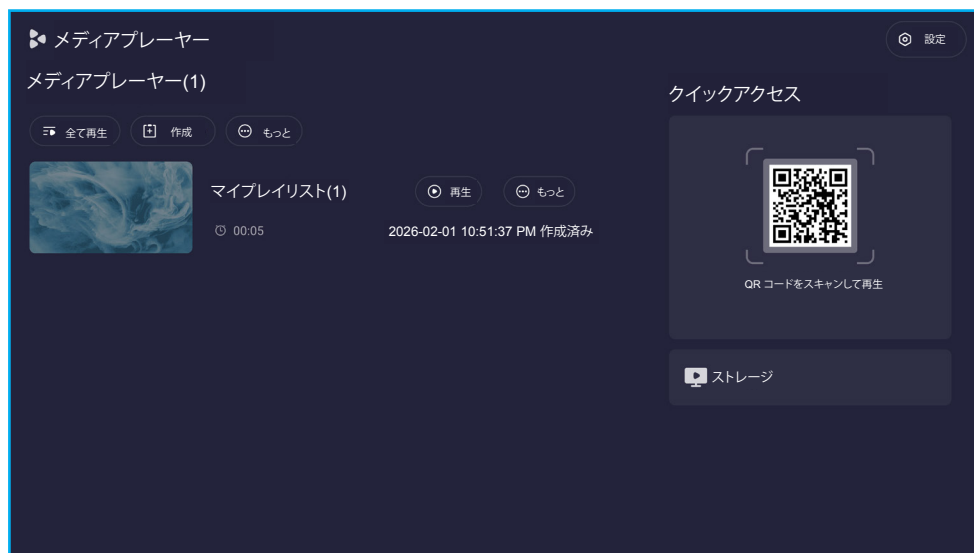 メディアプレーヤー
設定
メディアプレーヤー(1)
クイックアクセス
全て再生
作成
もっと
マイプレイリスト(1)
再生
もっと
00:05
2026-02-01 10:51:37 PM 作成済み
QR コードをスキャンして再生
ストレージ